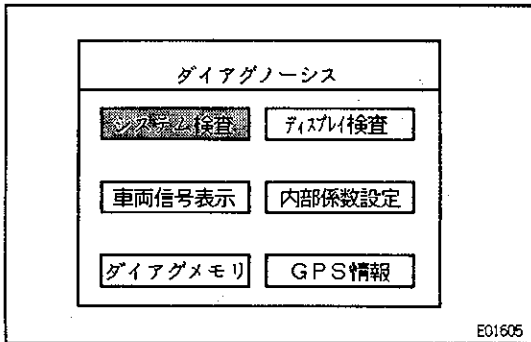 ダイアグノーシス
システム検査 ディスプレイ検査
車両信号表示 内部係数設定
ダイアグメモリ GPS情報
E01605